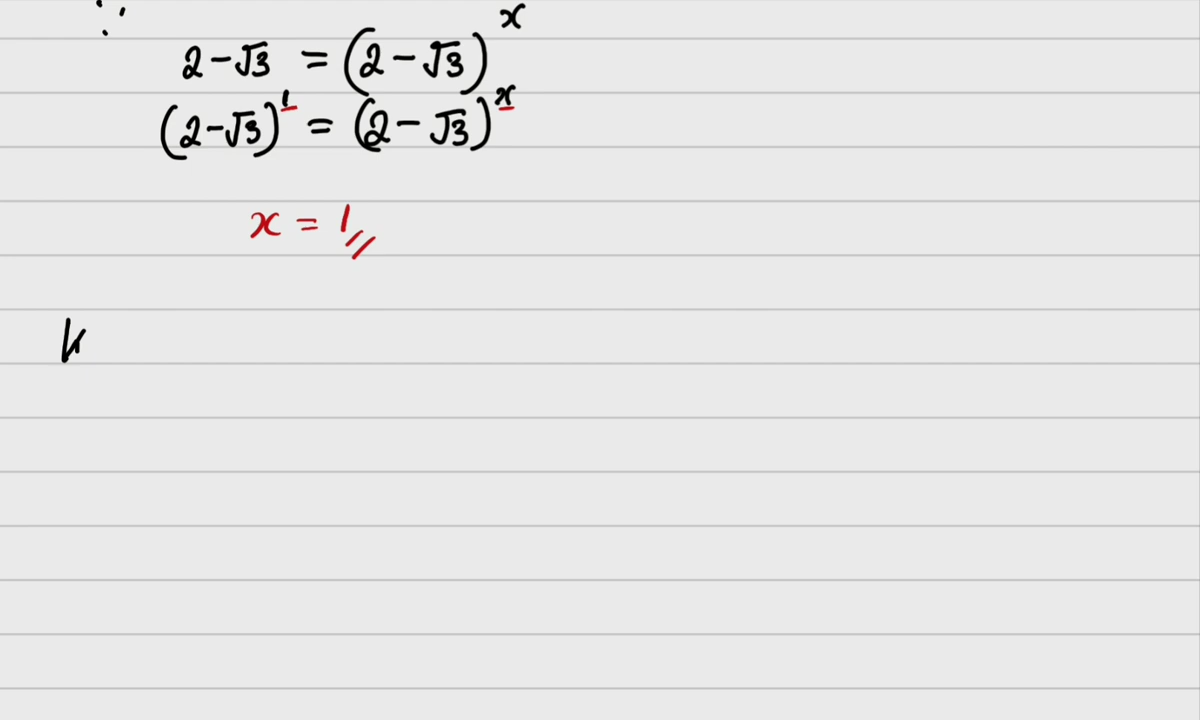 ∵
2-√3 = (2-√3)^x
(2-√3)^1 = (2-√3)^x
x = 1